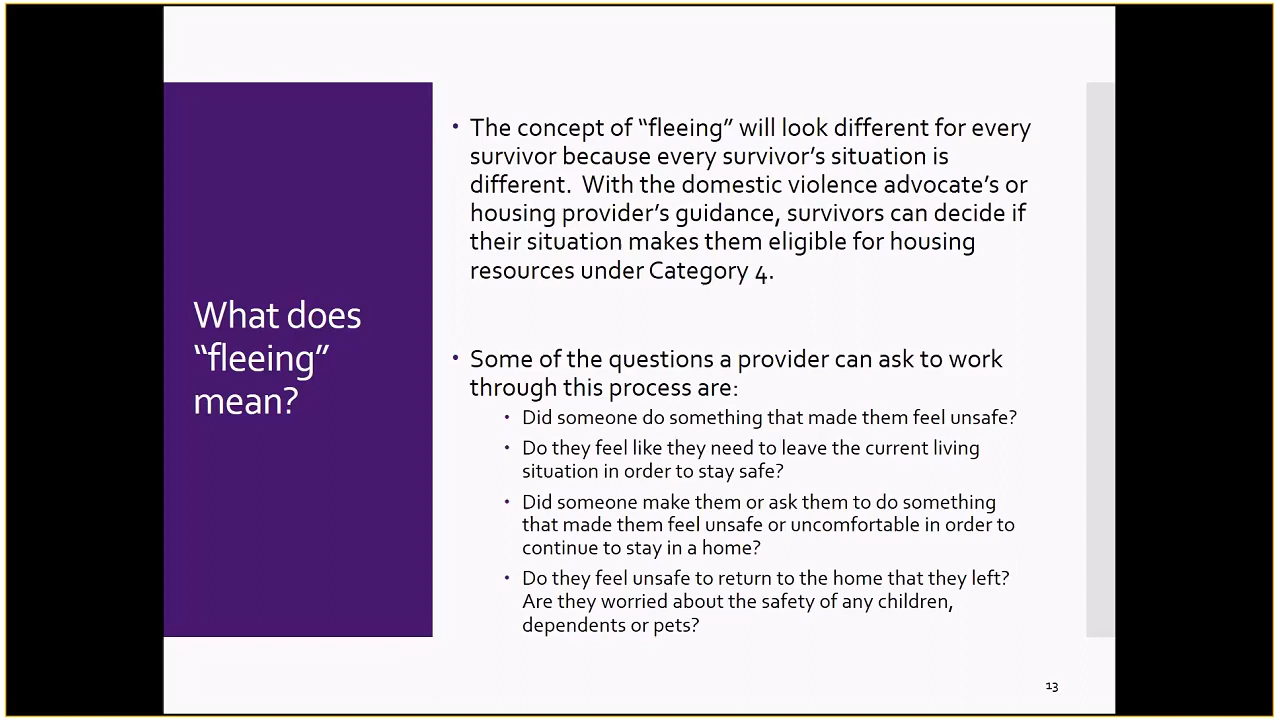 What does
“fleeing”
mean?
• The concept of “fleeing” will look different for every
survivor because every survivor’s situation is
different.  With the domestic violence advocate’s or
housing provider’s guidance, survivors can decide if
their situation makes them eligible for housing
resources under Category 4.
• Some of the questions a provider can ask to work
through this process are:
• Did someone do something that made them feel unsafe?
• Do they feel like they need to leave the current living
situation in order to stay safe?
• Did someone make them or ask them to do something
that made them feel unsafe or uncomfortable in order to
continue to stay in a home?
• Do they feel unsafe to return to the home that they left?
Are they worried about the safety of any children,
dependents or pets?
13